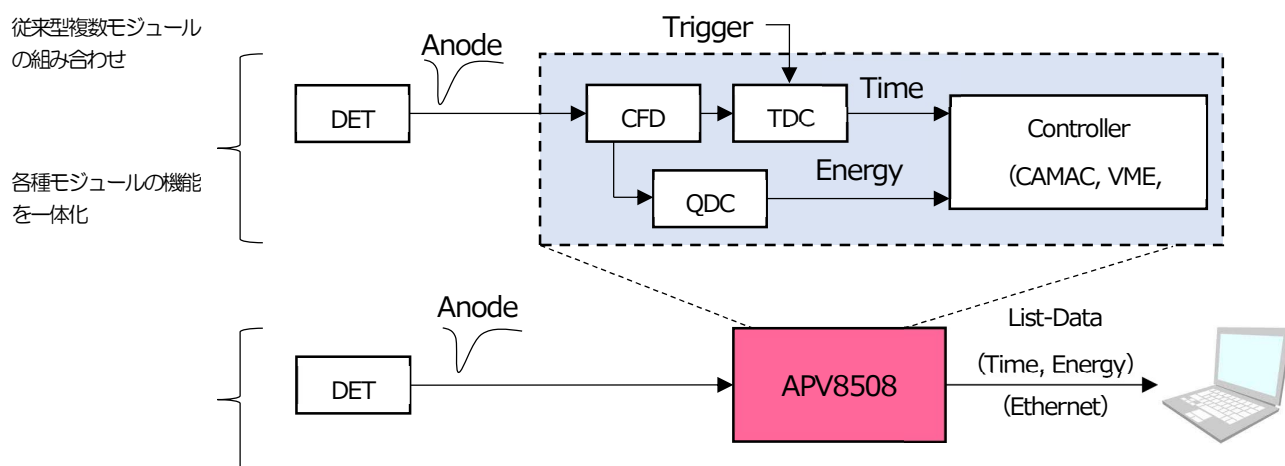 従来型複数モジュール
の組み合わせ
Trigger
Anode
DET
CFD
TDC
Time
Controller
(CAMAC, VME,
Energy
QDC
各種モジュールの機能
を一体化
Anode
DET
APV8508
List-Data
(Time, Energy)
(Ethernet)